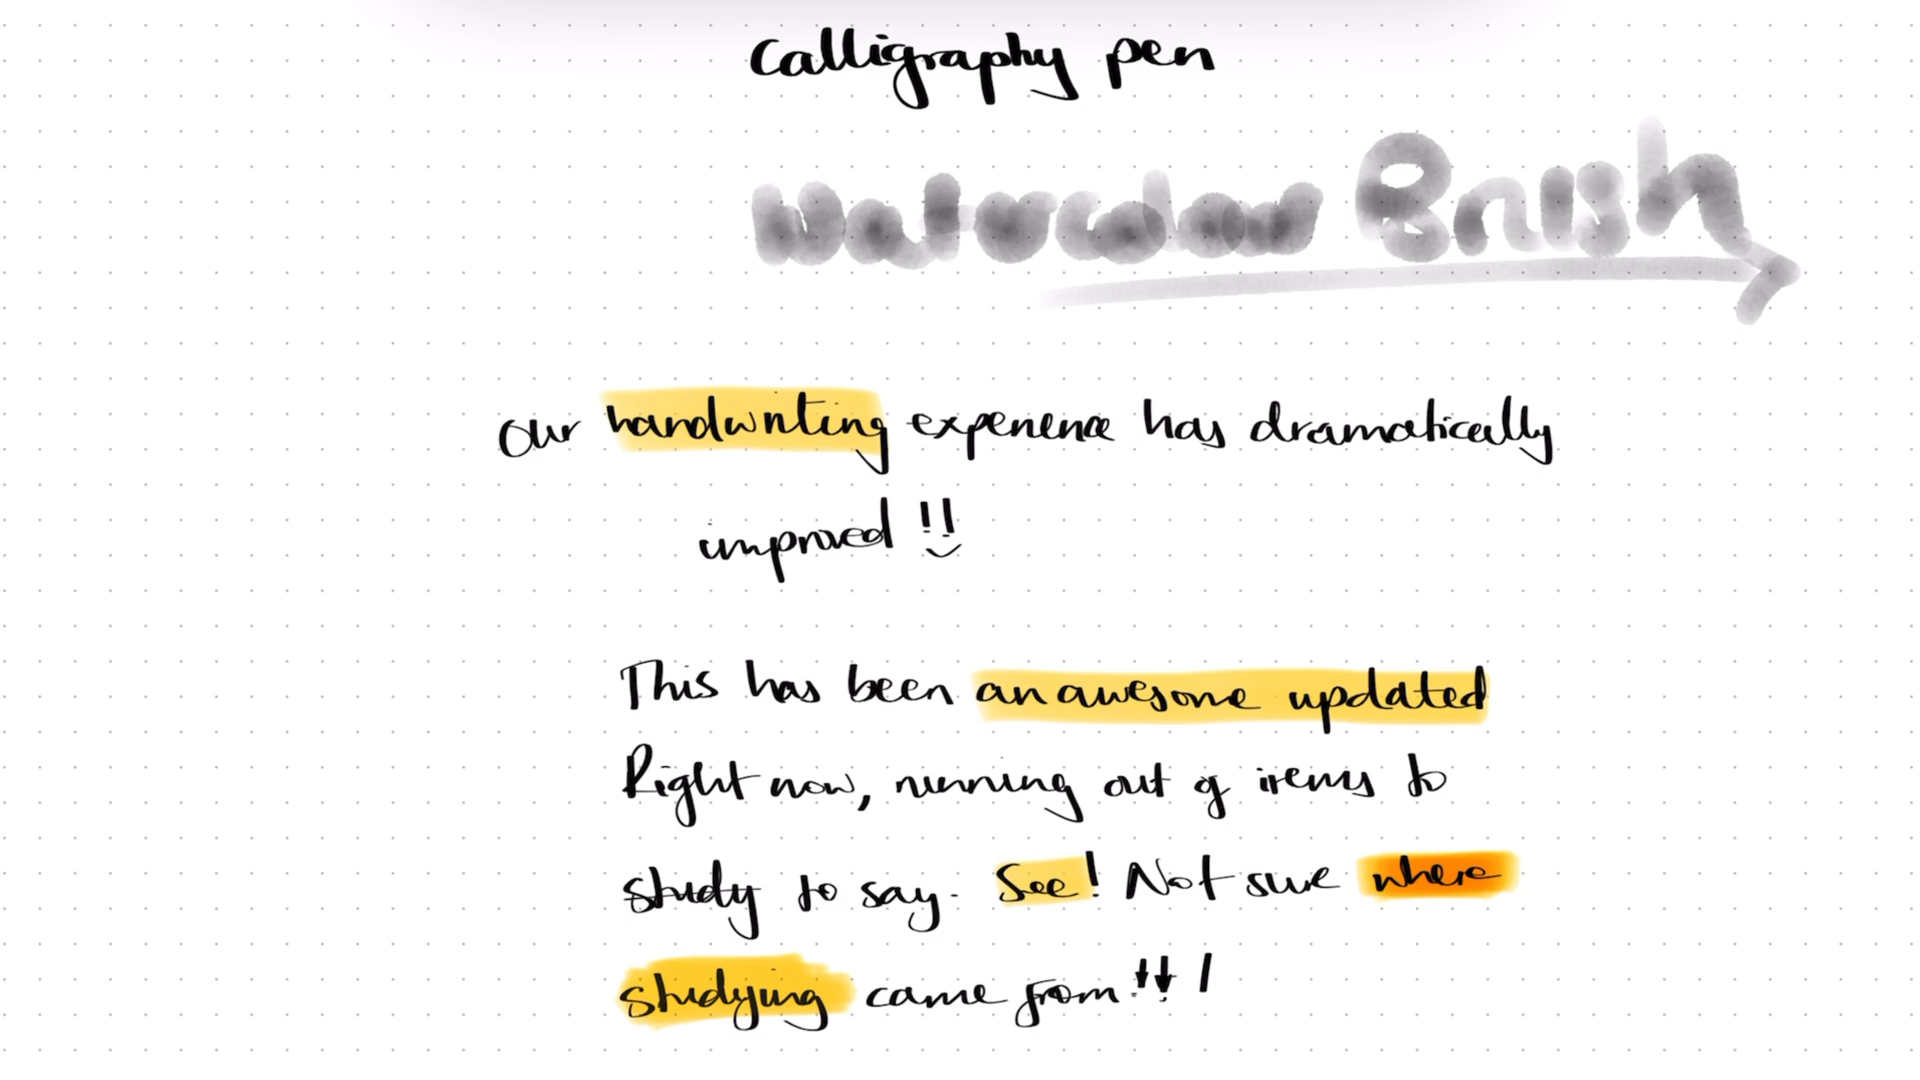 Calligraphy pen
Watercolour Brush
Our handwriting experience has dramatically
improved !!
This has been an awesome updated
Right now, running out of items to
study to say. See! Not sure where
studying came from !!!